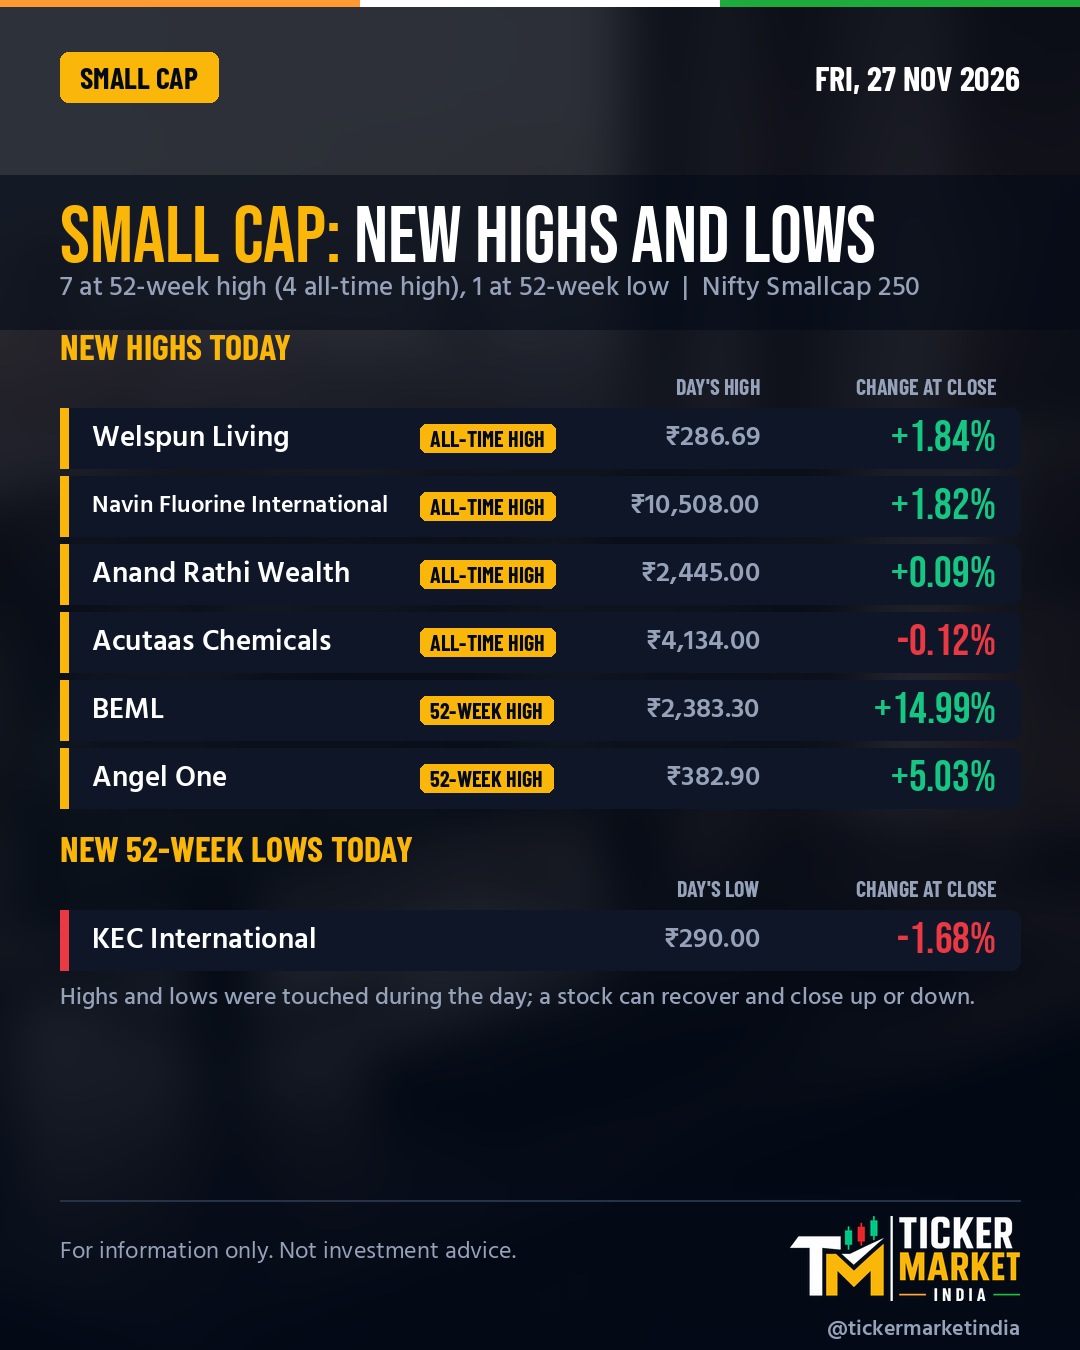 SMALL CAP
FRI, 27 NOV 2026
SMALL CAP: NEW HIGHS AND LOWS
7 at 52-week high (4 all-time high), 1 at 52-week low | Nifty Smallcap 250
NEW HIGHS TODAY
DAY'S HIGH CHANGE AT CLOSE
Welspun Living ALL-TIME HIGH ₹286.69 +1.84%
Navin Fluorine International ALL-TIME HIGH ₹10,508.00 +1.82%
Anand Rathi Wealth ALL-TIME HIGH ₹2,445.00 +0.09%
Acutaas Chemicals ALL-TIME HIGH ₹4,134.00 -0.12%
BEML 52-WEEK HIGH ₹2,383.30 +14.99%
Angel One 52-WEEK HIGH ₹382.90 +5.03%
NEW 52-WEEK LOWS TODAY
DAY'S LOW CHANGE AT CLOSE
KEC International ₹290.00 -1.68%
Highs and lows were touched during the day; a stock can recover and close up or down.
For information only. Not investment advice.
TM TICKER
MARKET
INDIA
@tickermarketindia